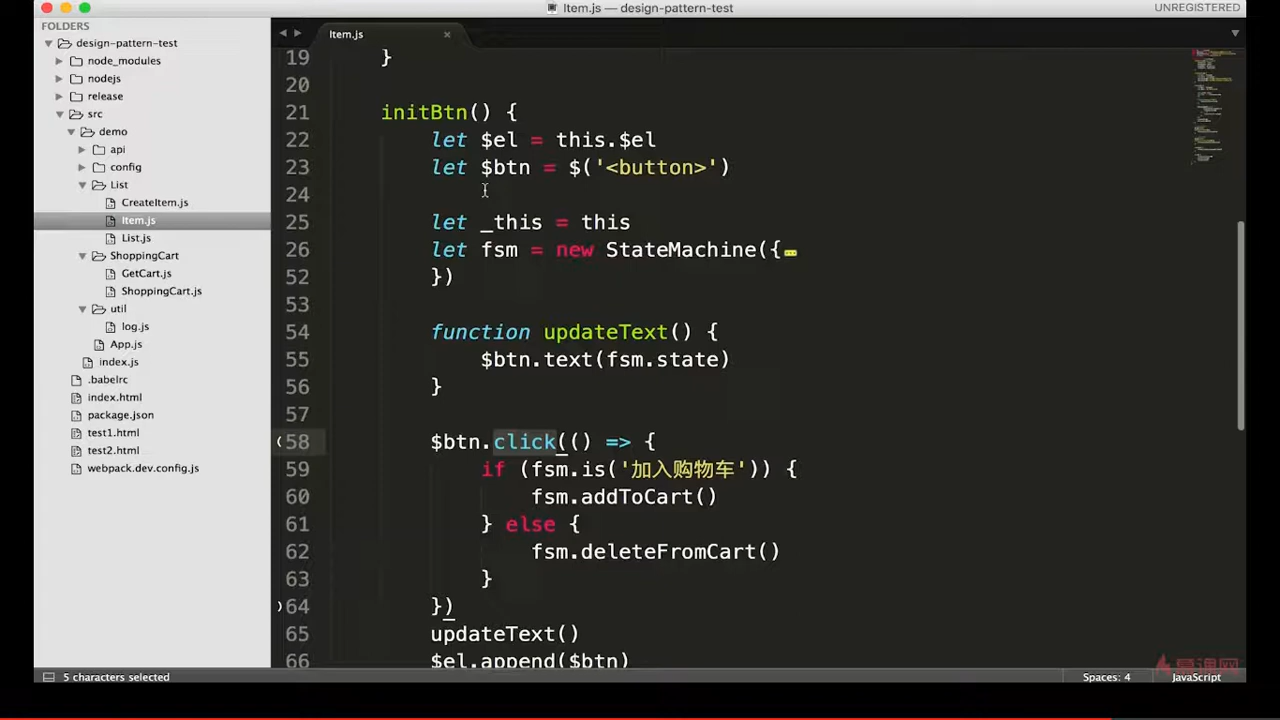 Item.js — design-pattern-test
UNREGISTERED
FOLDERS
design-pattern-test
node_modules
nodejs
release
src
demo
api
config
List
CreateItem.js
Item.js
List.js
ShoppingCart
GetCart.js
ShoppingCart.js
util
log.js
App.js
index.js
.babelrc
index.html
package.json
test1.html
test2.html
webpack.dev.config.js
Item.js
19 }
20
21 initBtn() {
22 let $el = this.$el
23 let $btn = $('<button>')
24
25 let _this = this
26 let fsm = new StateMachine({
52 })
53
54 function updateText() {
55 $btn.text(fsm.state)
56 }
57
58 $btn.click(() => {
59 if (fsm.is('加入购物车')) {
60 fsm.addToCart()
61 } else {
62 fsm.deleteFromCart()
63 }
64 })
65 updateText()
66 $el.append($btn)
慕课网
5 characters selected
Spaces: 4
JavaScript